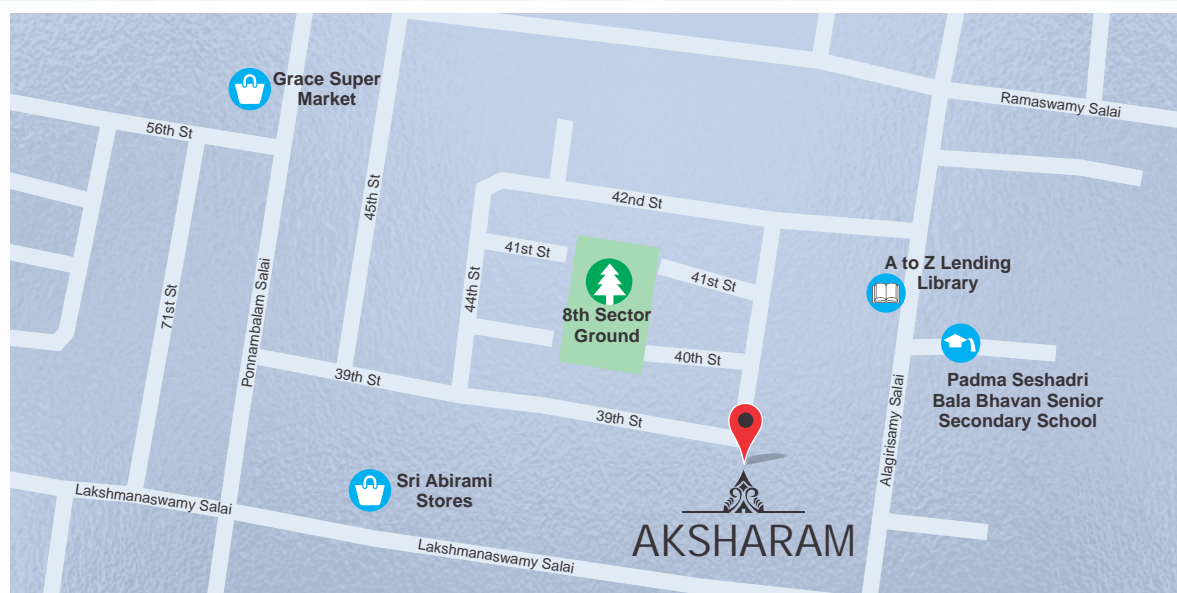 Grace Super
Market
Ramaswamy Salai
56th St
45th St
42nd St
41st St
41st St
A to Z Lending
Library
44th St
71st St
Ponnambalam Salai
8th Sector
Ground
40th St
39th St
39th St
Padma Seshadri
Bala Bhavan Senior
Secondary School
Alagirisamy Salai
Sri Abirami
Stores
Lakshmanaswamy Salai
Lakshmanaswamy Salai
AKSHARAM